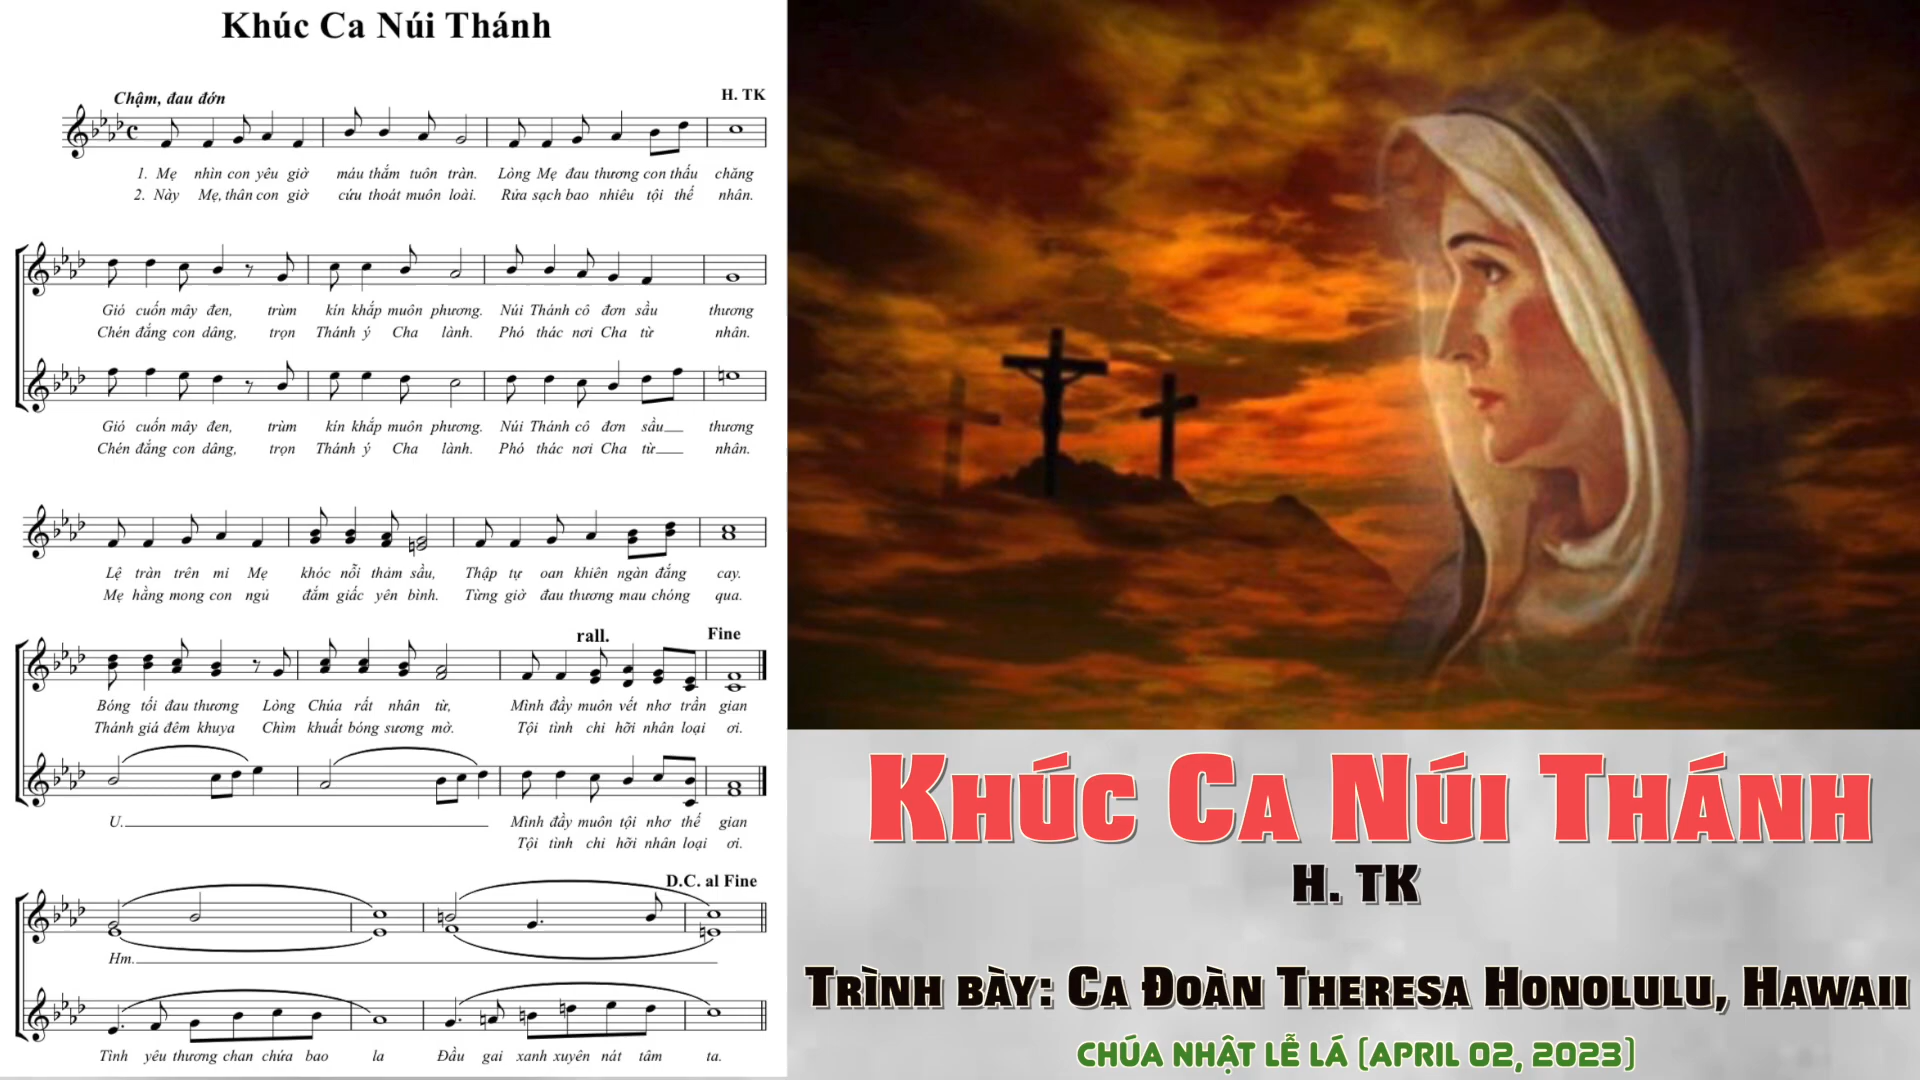 Khúc Ca Núi Thánh
Chậm, đau đớn
H. TK
1. Mẹ nhìn con yêu giờ máu thắm tuôn tràn. Lòng Mẹ đau thương con thấu chăng
2. Này Mẹ, thân con giờ cứu thoát muôn loài. Rửa sạch bao nhiêu tội thế nhân.
Gió cuốn mây đen, trùm kín khắp muôn phương. Núi Thánh cô đơn sầu thương
Chén đắng con dâng, trọn Thánh ý Cha lành. Phó thác nơi Cha từ nhân.
Gió cuốn mây đen, trùm kín khắp muôn phương. Núi Thánh cô đơn sầu thương
Chén đắng con dâng, trọn Thánh ý Cha lành. Phó thác nơi Cha từ nhân.
Lệ tràn trên mi Mẹ khóc nỗi thảm sầu, Thập tự oan khiên ngàn đắng cay.
Mẹ hằng mong con ngủ đắm giấc yên bình. Từng giờ đau thương mau chóng qua.
rall.
Fine
Bóng tối đau thương Lòng Chúa rất nhân từ, Mình đầy muôn vết nhơ trần gian
Thánh giá đêm khuya Chìm khuất bóng sương mờ. Tội tình chi hỡi nhân loại ơi.
U. Mình đầy muôn tội nhơ thế gian
Tội tình chi hỡi nhân loại ơi.
D.C. al Fine
Hm.
Tình yêu thương chan chứa bao la Đầu gai xanh xuyên nát tâm ta.
Khúc Ca Núi Thánh
H. TK
Trình bày: Ca Đoàn Theresa Honolulu, Hawaii
CHÚA NHẬT LỄ LÁ (APRIL 02, 2023)